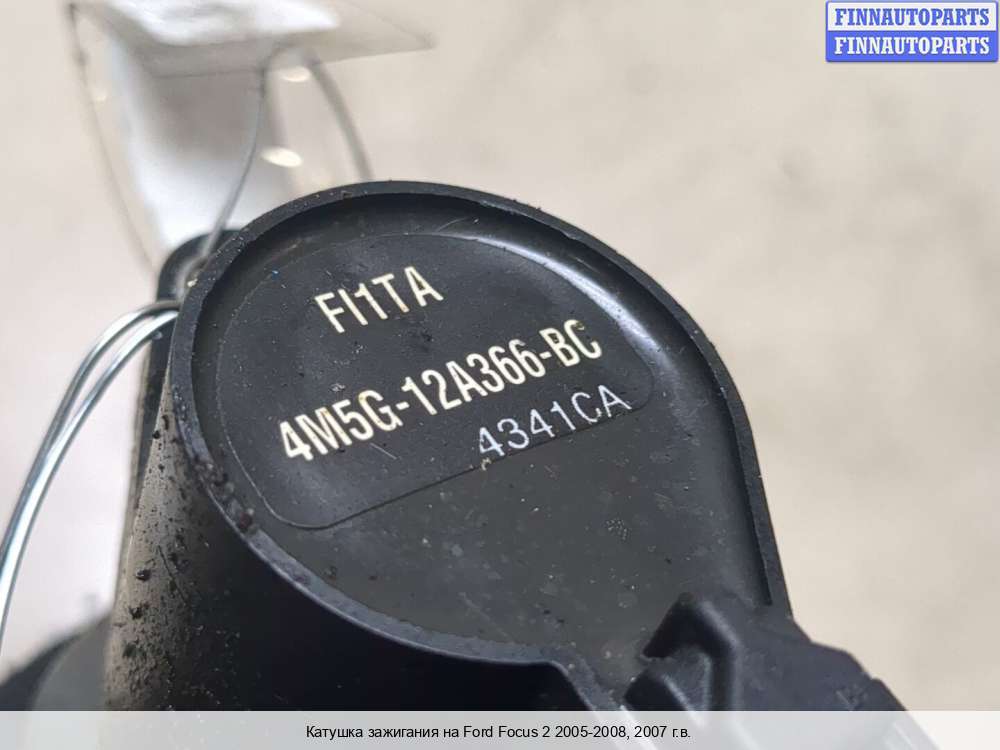 FINNAUTOPARTS
FINNAUTOPARTS
FI1TA
4M5G-12A366-BC
4341CA
Катушка зажигания на Ford Focus 2 2005-2008, 2007 г.в.